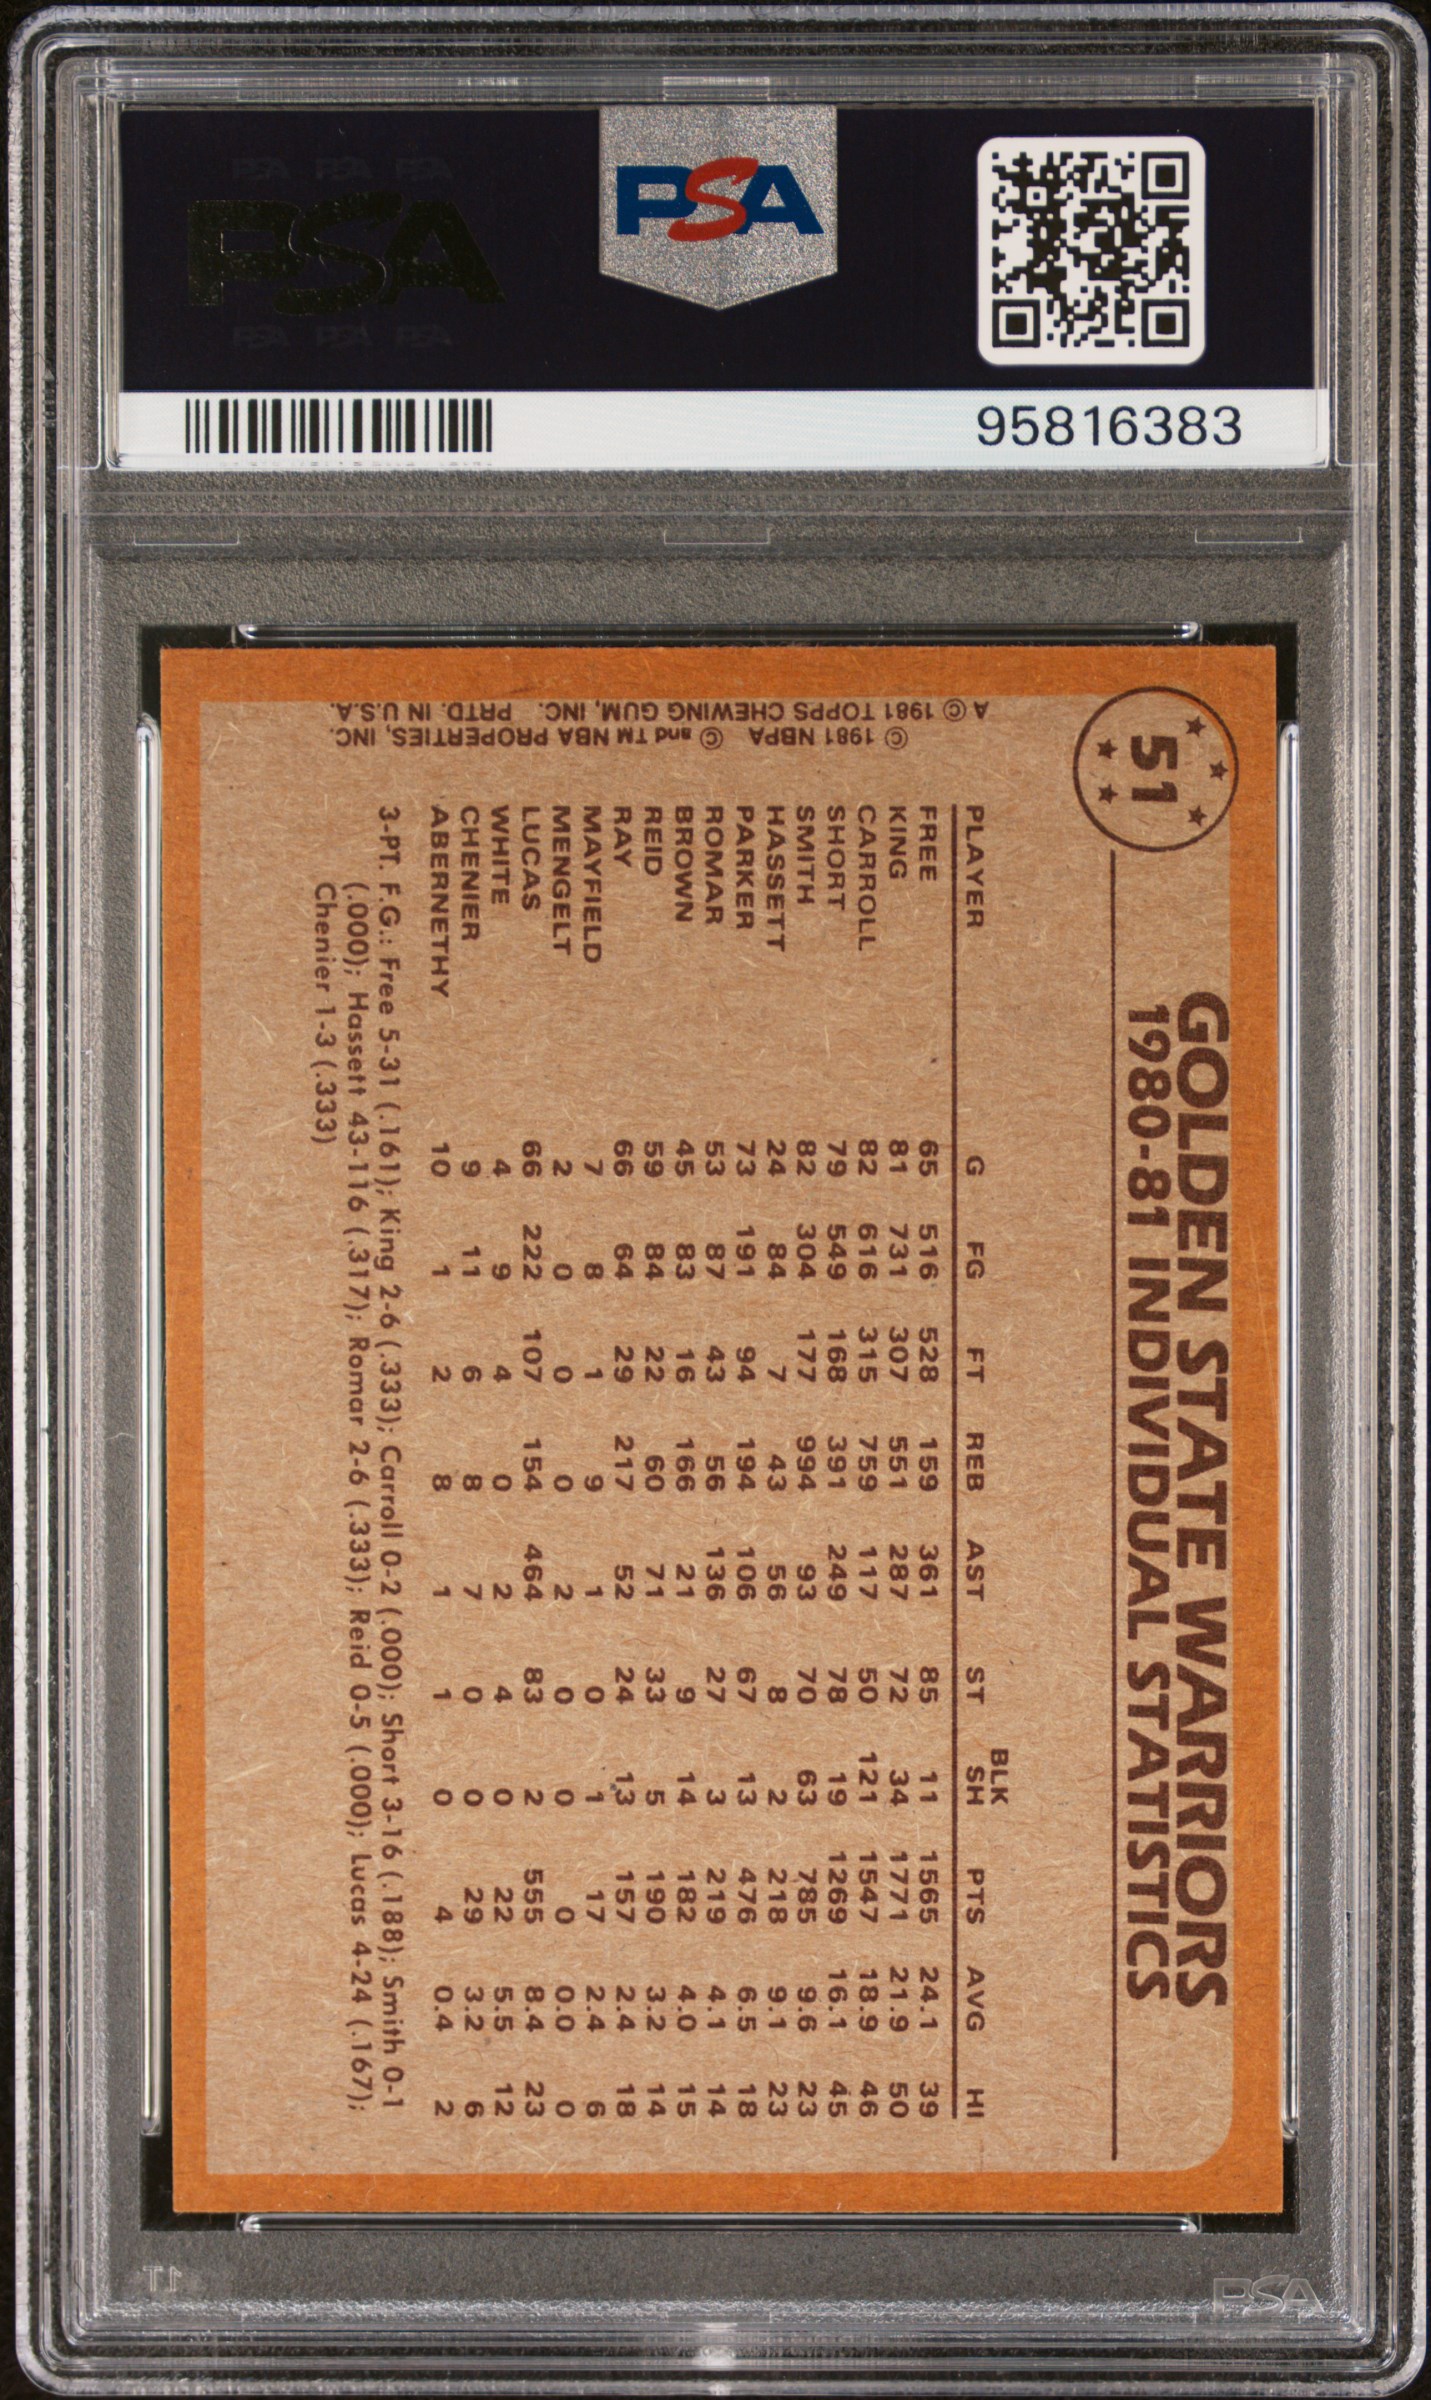 PSA
PSA PSA PSA
PSA
PSA PSA PSA
95816383
51
GOLDEN STATE WARRIORS
1980-81 INDIVIDUAL STATISTICS
PLAYER G FG FT REB AST ST BLK SH PTS AVG HI
FREE 65 516 528 159 361 85 11 1565 24.1 39
KING 81 731 307 551 287 72 34 1771 21.9 50
CARROLL 82 616 315 759 117 50 121 1547 18.9 46
SHORT 79 549 168 391 249 78 19 1269 16.1 45
SMITH 82 304 177 994 93 70 63 785 9.6 23
HASSETT 24 84 7 43 56 8 2 218 9.1 23
PARKER 73 191 94 194 106 67 13 476 6.5 18
ROMAR 53 87 43 56 136 27 3 219 4.1 14
BROWN 45 83 16 166 21 9 14 182 4.0 15
REID 59 84 22 60 71 33 5 190 3.2 14
RAY 66 64 29 217 52 24 13 157 2.4 18
MAYFIELD 7 8 1 9 1 0 1 17 2.4 6
MENGELT 2 0 0 0 2 0 0 0 0.0 0
LUCAS 66 222 107 154 464 83 2 555 8.4 23
WHITE 4 9 4 0 2 4 0 22 5.5 12
CHENIER 9 11 6 8 7 0 0 29 3.2 6
ABERNETHY 10 1 2 8 1 1 0 4 0.4 2
3-PT. F.G.: Free 5-31 (.161); King 2-6 (.333); Carroll 0-2 (.000); Short 3-16 (.188); Smith 0-1
(.000); Hassett 43-116 (.317); Romar 2-6 (.333); Reid 0-5 (.000); Lucas 4-24 (.167);
Chenier 1-3 (.333)
© 1981 NBPA © and TM NBA PROPERTIES, INC.
A © 1981 TOPPS CHEWING GUM, INC. PRTD. IN U.S.A.
PSA